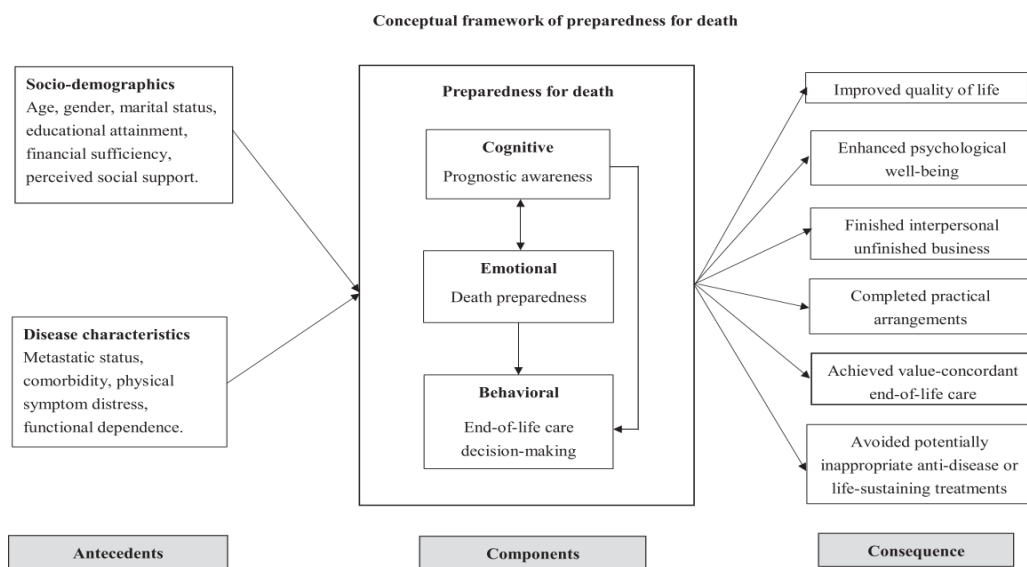 Conceptual framework of preparedness for death
Socio-demographics
Age, gender, marital status,
educational attainment,
financial sufficiency,
perceived social support.
Disease characteristics
Metastatic status,
comorbidity, physical
symptom distress,
functional dependence.
Antecedents
Preparedness for death
Cognitive
Prognostic awareness
Emotional
Death preparedness
Behavioral
End-of-life care
decision-making
Components
Improved quality of life
Enhanced psychological
well-being
Finished interpersonal
unfinished business
Completed practical
arrangements
Achieved value-concordant
end-of-life care
Avoided potentially
inappropriate anti-disease or
life-sustaining treatments
Consequence